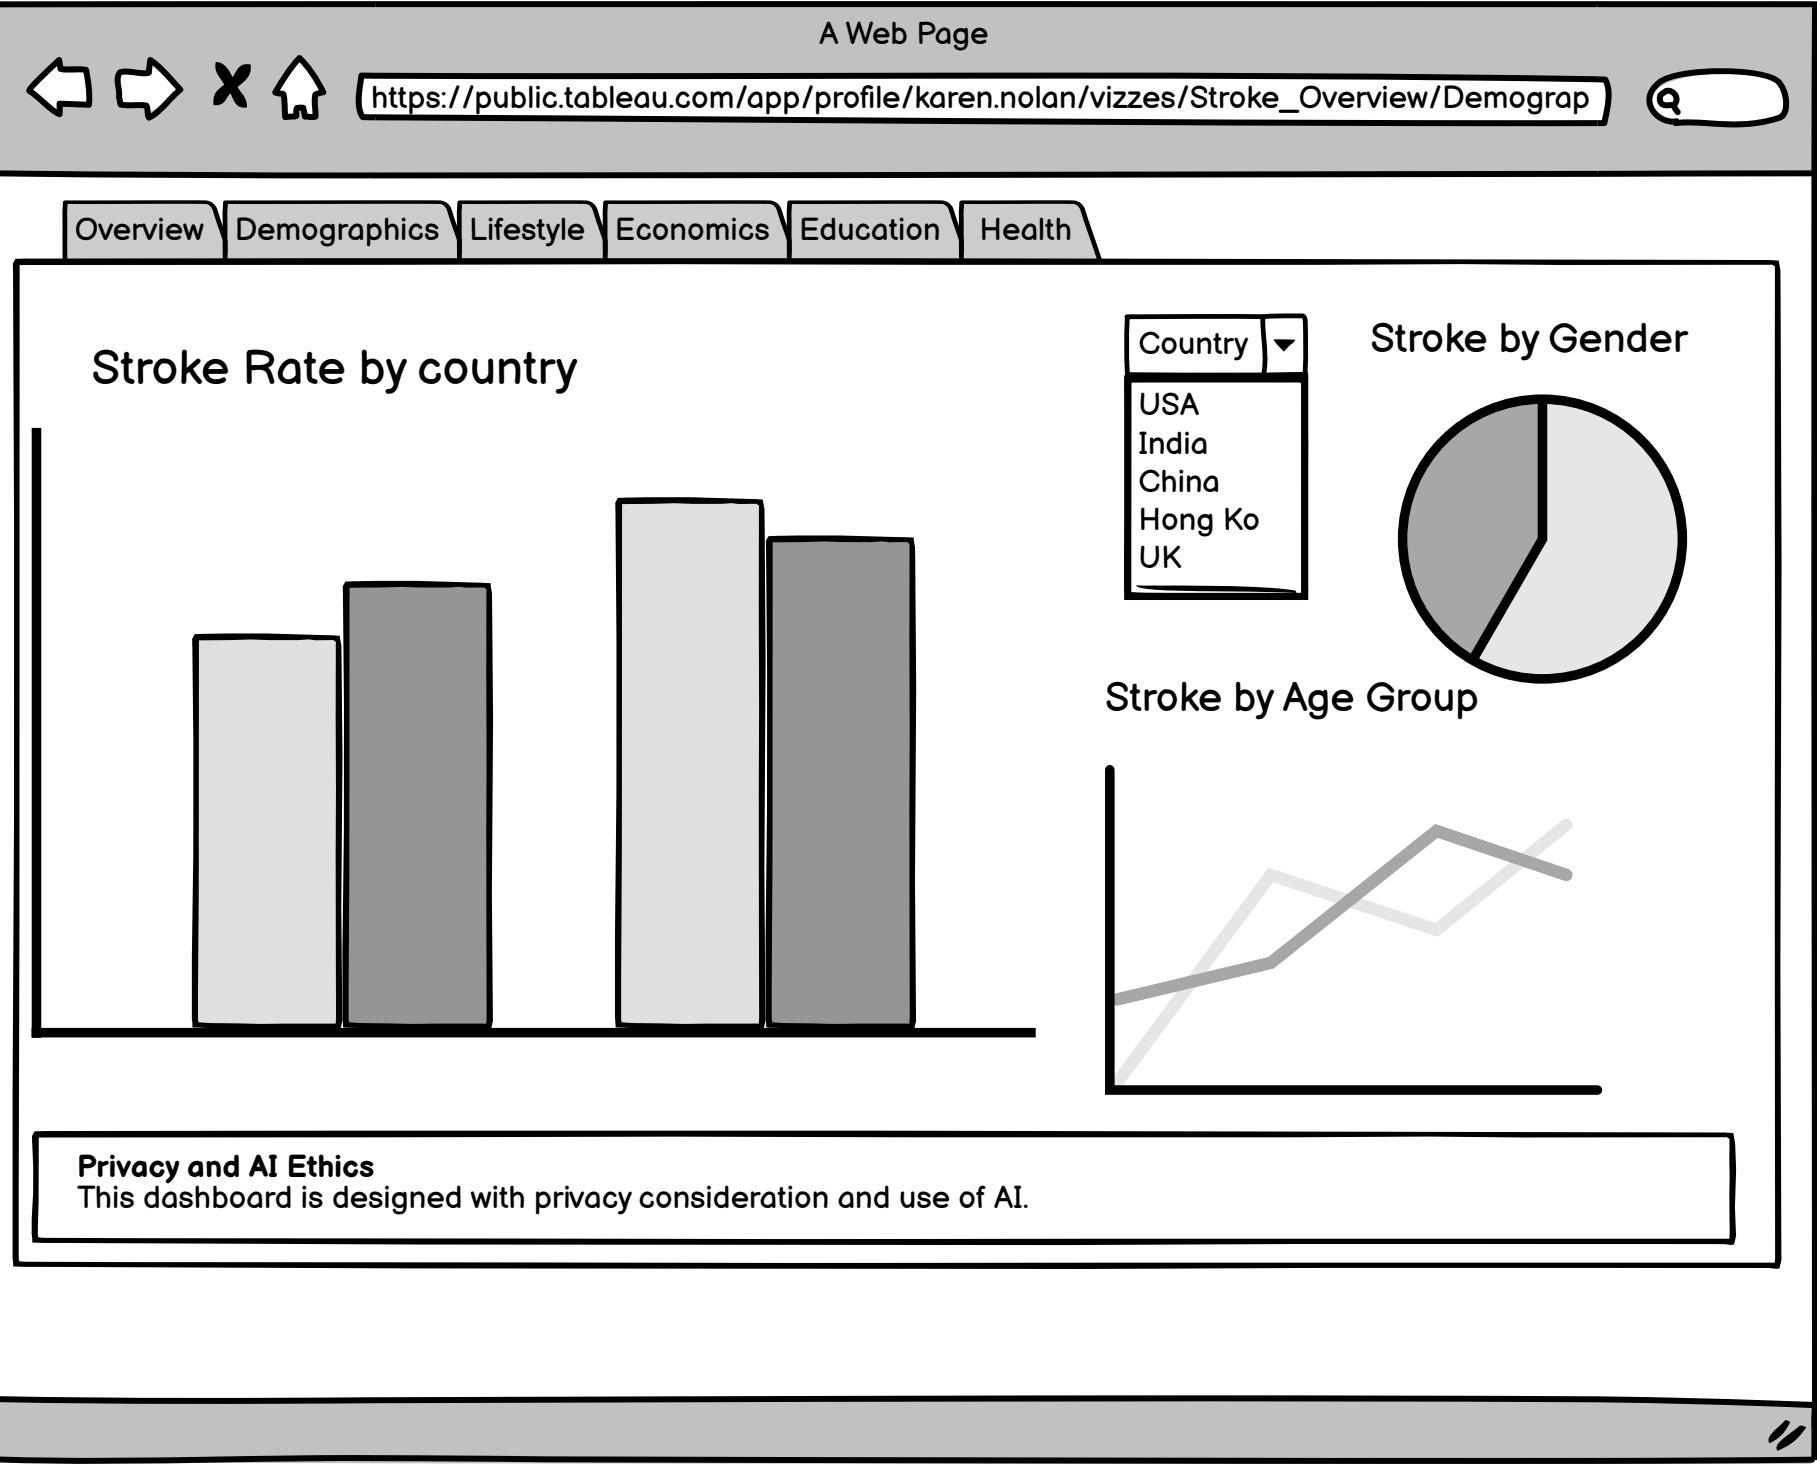 A Web Page
https://public.tableau.com/app/profile/karen.nolan/vizzes/Stroke_Overview/Demograp
Overview Demographics Lifestyle Economics Education Health
Stroke Rate by country
Country
USA
India
China
Hong Ko
UK
Stroke by Gender
Stroke by Age Group
Privacy and AI Ethics
This dashboard is designed with privacy consideration and use of AI.